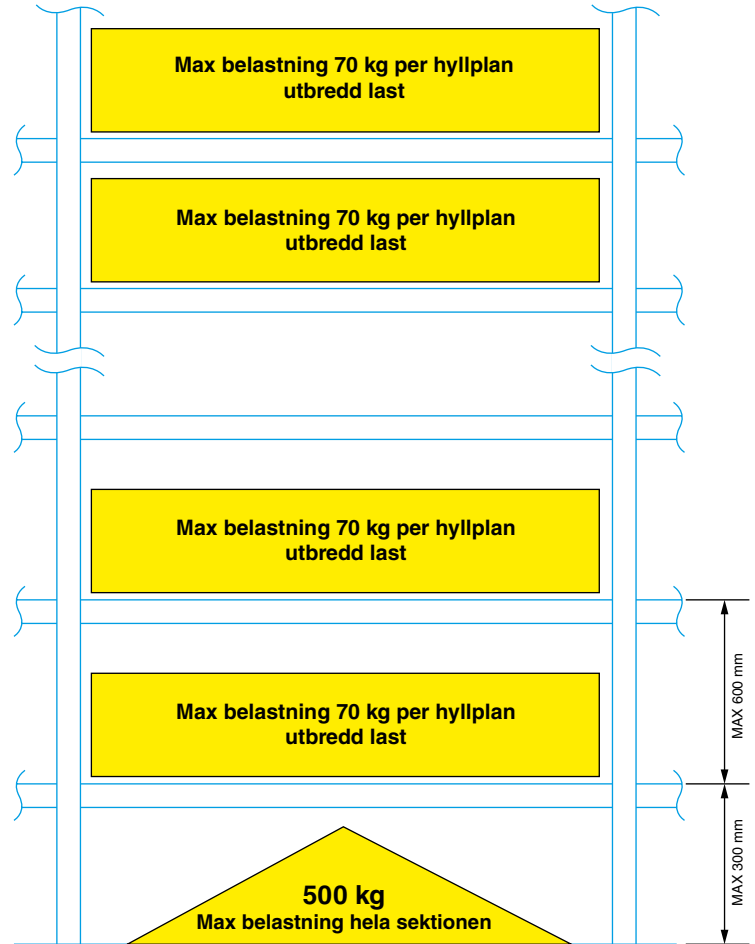 Max belastning 70 kg per hyllplan
utbredd last
Max belastning 70 kg per hyllplan
utbredd last
Max belastning 70 kg per hyllplan
utbredd last
MAX 600 mm
Max belastning 70 kg per hyllplan
utbredd last
MAX 300 mm
500 kg
Max belastning hela sektionen